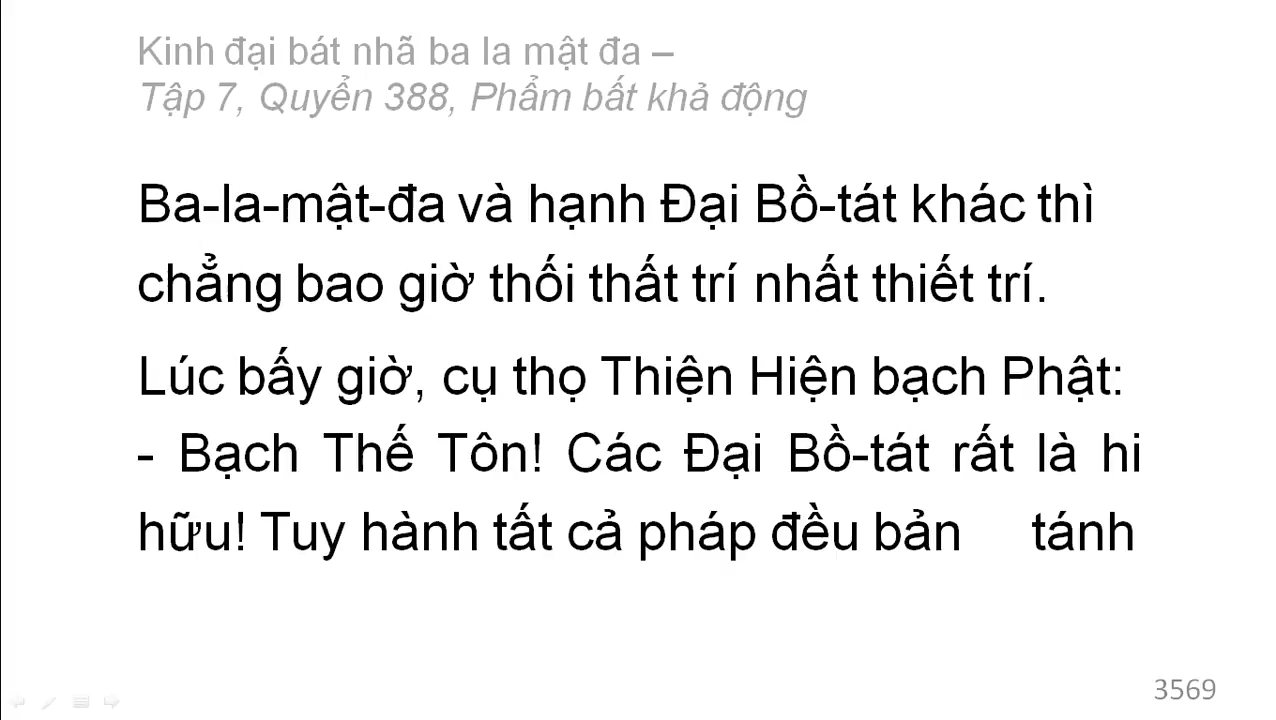 Kinh đại bát nhã ba la mật đa –
Tập 7, Quyển 388, Phẩm bất khả động
Ba-la-mật-đa và hạnh Đại Bồ-tát khác thì
chẳng bao giờ thối thất trí nhất thiết trí.
Lúc bấy giờ, cụ thọ Thiện Hiện bạch Phật:
- Bạch Thế Tôn! Các Đại Bồ-tát rất là hi
hữu! Tuy hành tất cả pháp đều bản tánh
3569